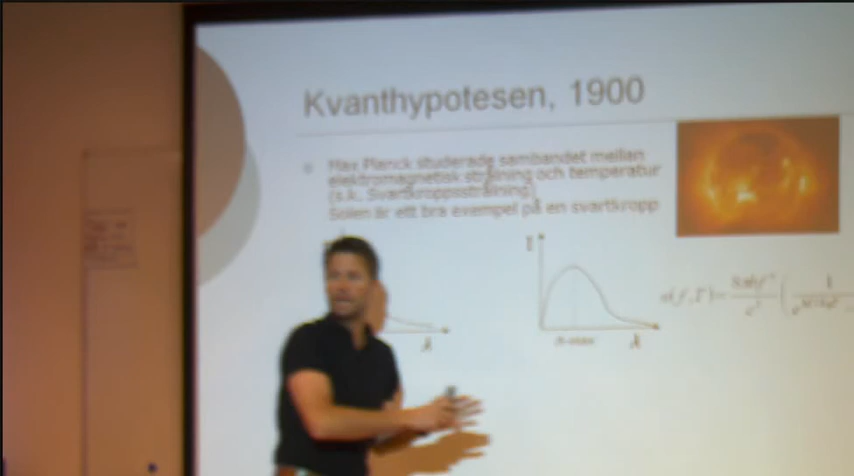 Kvanthypotesen, 1900
Max Planck studerade sambandet mellan
elektromagnetisk strålning och temperatur
(s.k. Svartkroppsstrålning)
Solen är ett bra exempel på en svartkropp
I
λ
λ